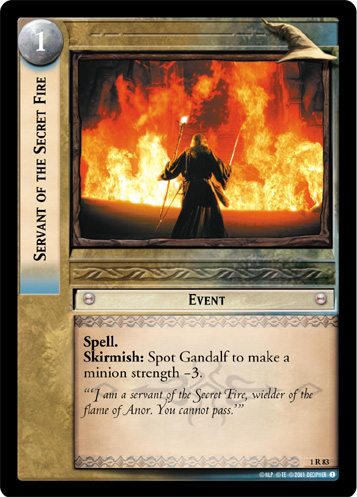 1
SERVANT OF THE SECRET FIRE
EVENT
Spell.
Skirmish: Spot Gandalf to make a
minion strength –3.
“‘I am a servant of the Secret Fire, wielder of the
flame of Anor. You cannot pass.’”
1 R 83
©NLP ©TE ©2001 DECIPHER 1